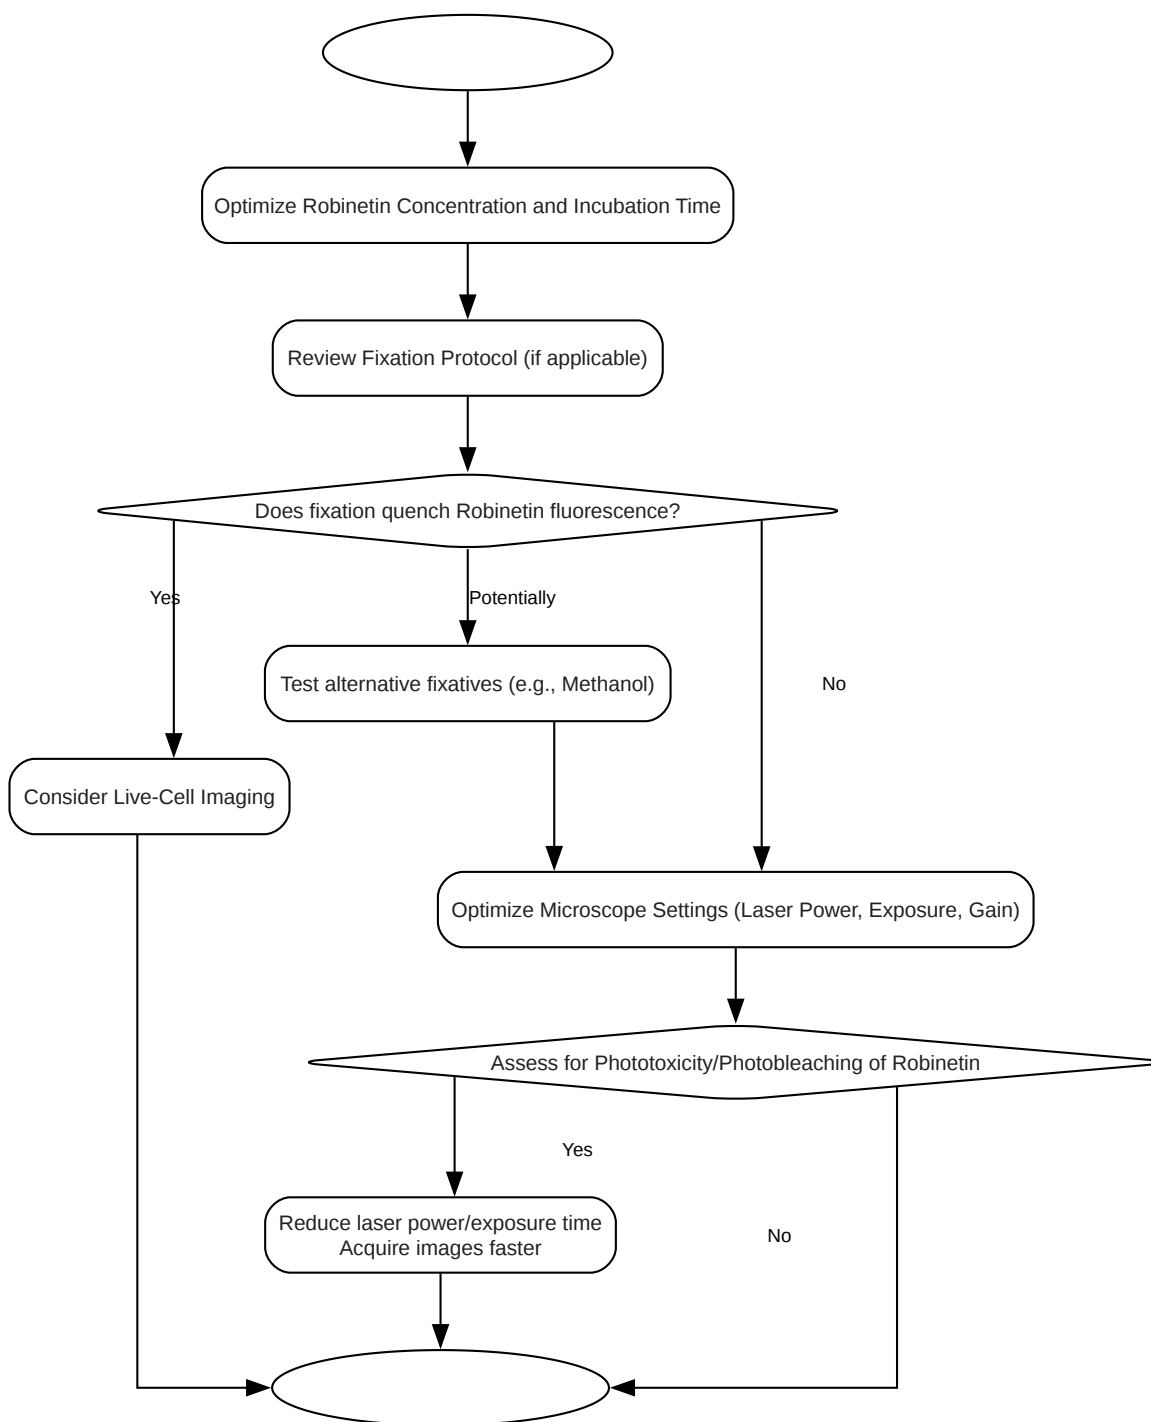 Optimize Robinetin Concentration and Incubation Time
Review Fixation Protocol (if applicable)
Does fixation quench Robinetin fluorescence?
Yes
Potentially
Test alternative fixatives (e.g., Methanol)
No
Consider Live-Cell Imaging
Optimize Microscope Settings (Laser Power, Exposure, Gain)
Assess for Phototoxicity/Photobleaching of Robinetin
Yes
Reduce laser power/exposure time
Acquire images faster
No